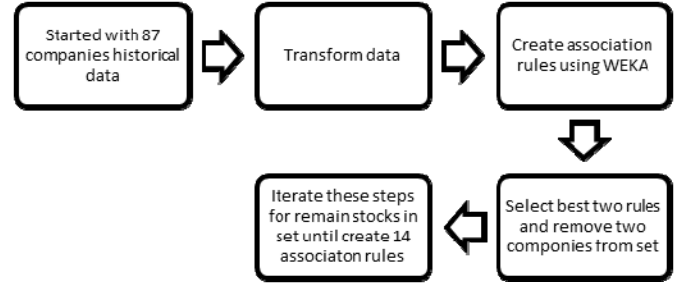 Started with 87
companies historical
data
Transform data
Create association
rules using WEKA
Select best two rules
and remove two
componies from set
Iterate these steps
for remain stocks in
set until create 14
associaton rules